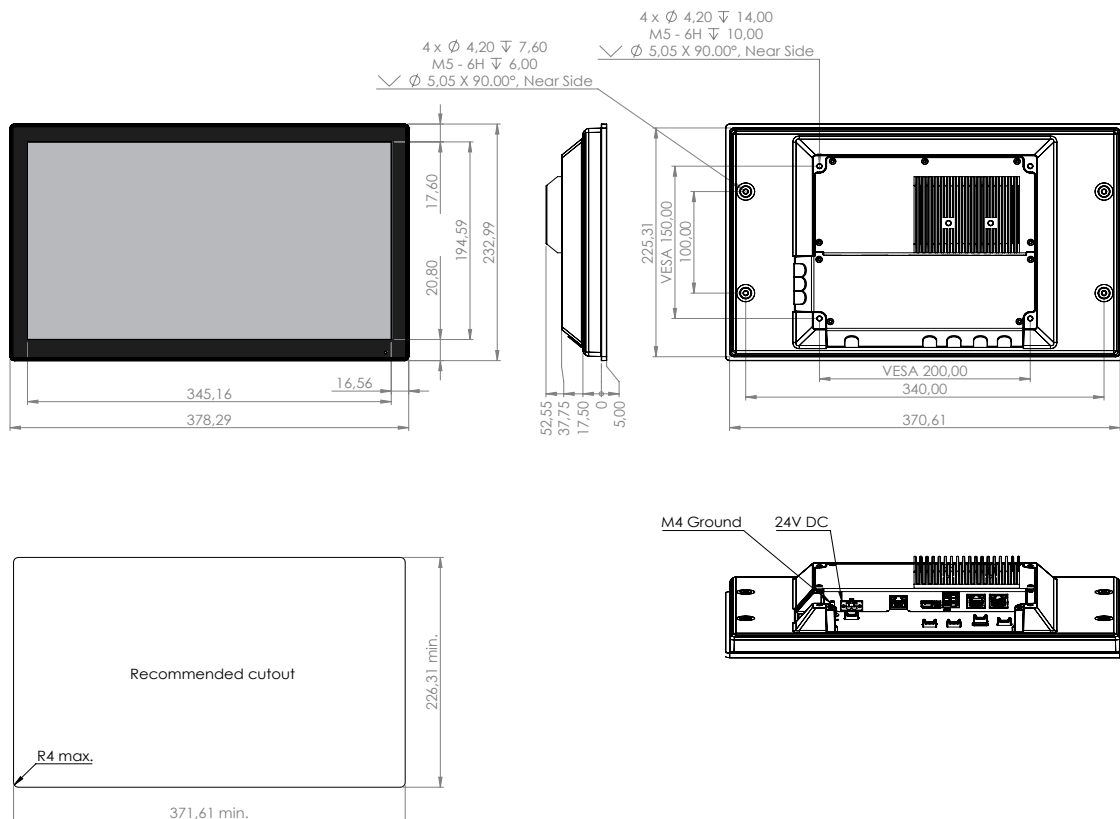 4 x Ø 4,20 ↧ 14,00
M5 - 6H ↧ 10,00
⌵ Ø 5,05 X 90.00°, Near Side
4 x Ø 4,20 ↧ 7,60
M5 - 6H ↧ 6,00
⌵ Ø 5,05 X 90.00°, Near Side
17,60
194,59
232,99
20,80
16,56
345,16
378,29
52,55
37,75
17,50
0
5,00
225,31
VESA 150,00
100,00
VESA 200,00
340,00
370,61
M4 Ground
24V DC
Recommended cutout
226,31 min.
R4 max.
371,61 min.